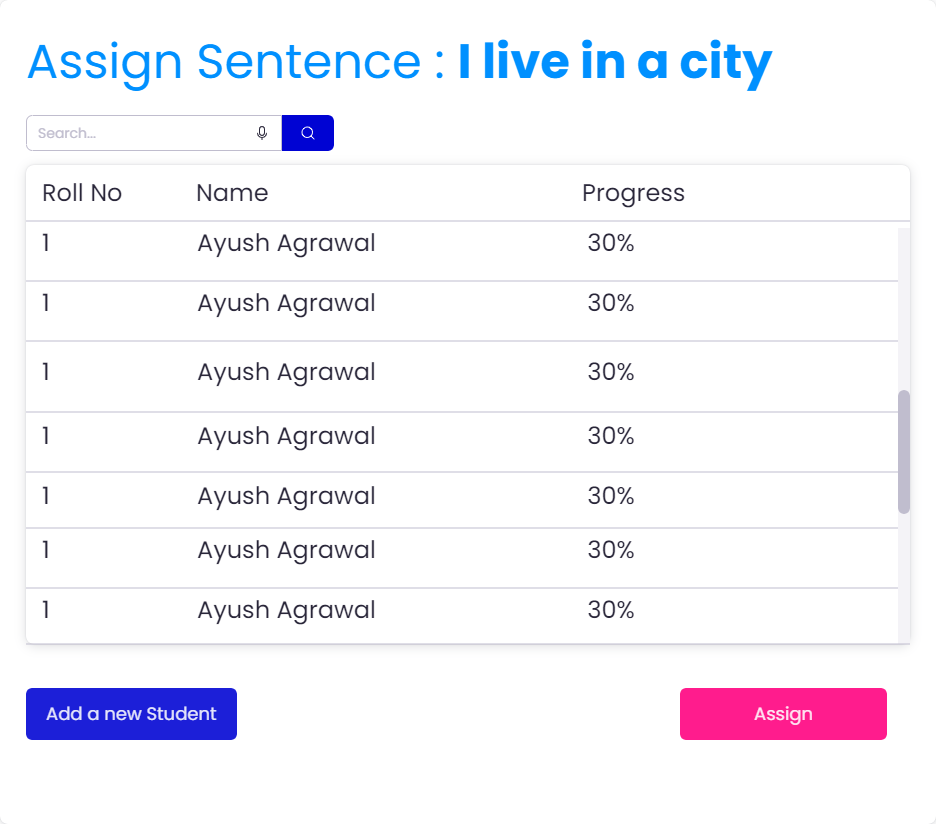 Assign Sentence : I live in a city
Search...
Roll No Name Progress
1 Ayush Agrawal 30%
1 Ayush Agrawal 30%
1 Ayush Agrawal 30%
1 Ayush Agrawal 30%
1 Ayush Agrawal 30%
1 Ayush Agrawal 30%
1 Ayush Agrawal 30%
Add a new Student Assign